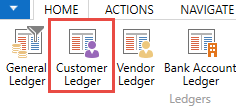 HOME ACTIONS NAVIGATE
General Ledger
Customer Ledger
Vendor Ledger
Bank Account Ledger
Ledgers